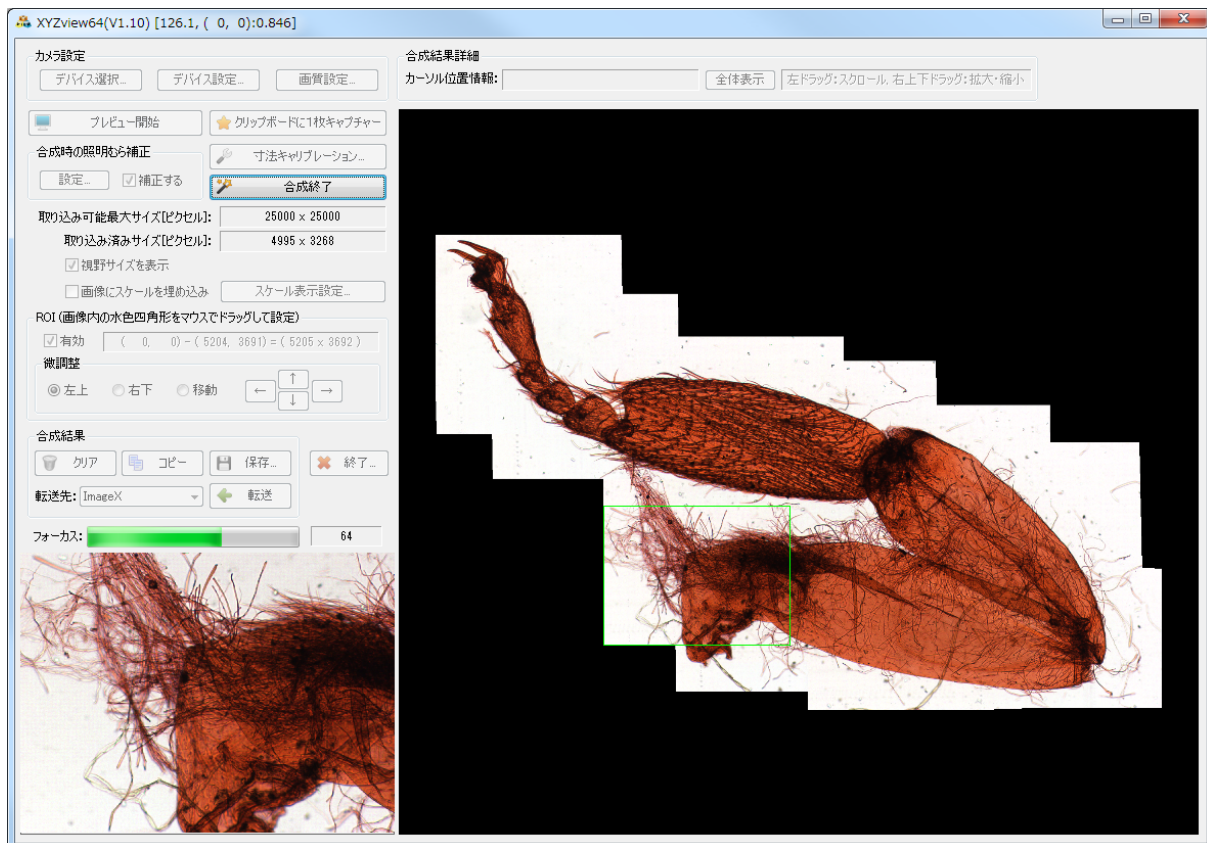 XYZview64(V1.10) [126.1, ( 0, 0):0.846]
カメラ設定
デバイス選択...
デバイス設定...
画質設定...
合成結果詳細
カーソル位置情報:
全体表示
左ドラッグ:スクロール, 右上下ドラッグ:拡大・縮小
プレビュー開始
クリップボードに1枚キャプチャー
合成時の照明むら補正
設定...
補正する
寸法キャリブレーション...
合成終了
取り込み可能最大サイズ[ピクセル]: 25000 x 25000
取り込み済みサイズ[ピクセル]: 4995 x 3268
視野サイズを表示
画像にスケールを埋め込み
スケール表示設定...
ROI(画像内の水色四角形をマウスでドラッグして設定)
有効 ( 0, 0)-( 5204, 3691)=( 5205 x 3692 )
微調整
左上 右下 移動 ← ↑ ↓ →
合成結果
クリア コピー 保存... 終了...
転送先: ImageX 転送
フォーカス: 64